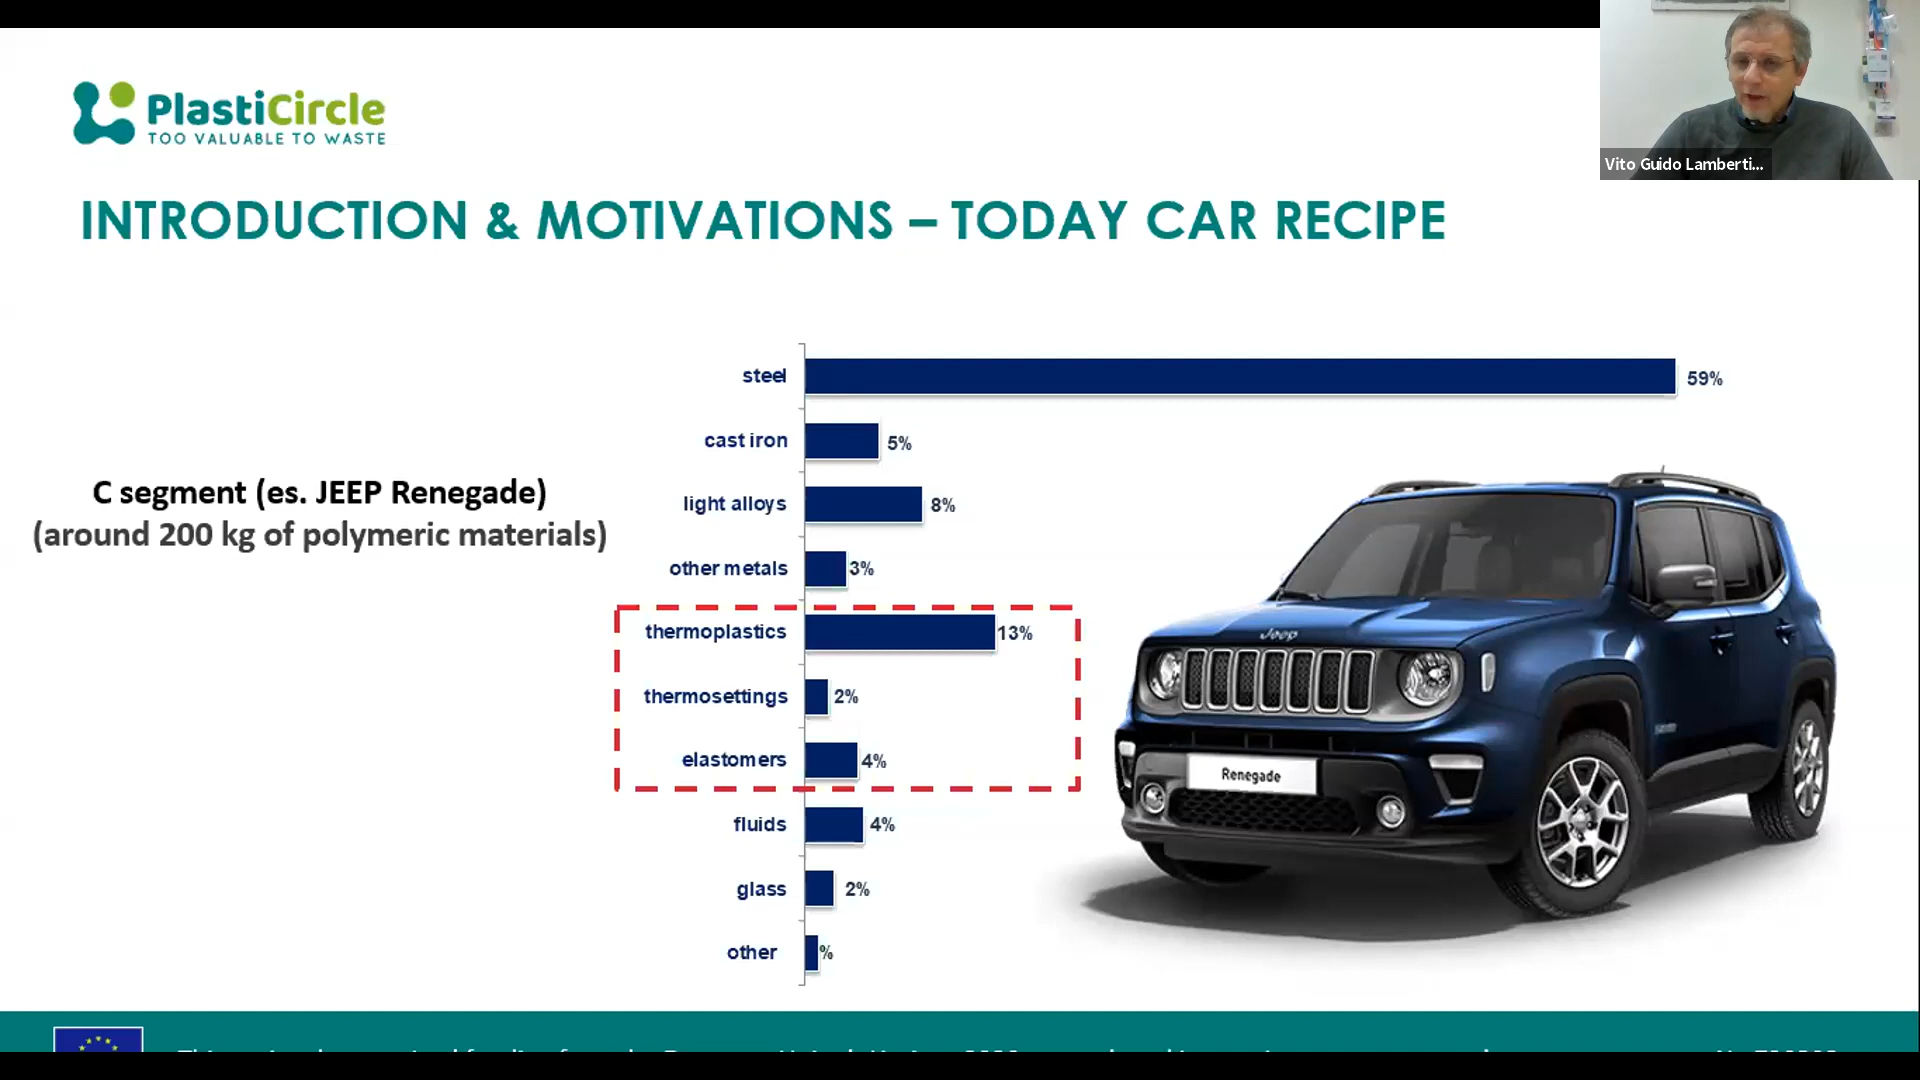 PlastiCircle
TOO VALUABLE TO WASTE
Vito Guido Lamberti...
INTRODUCTION & MOTIVATIONS – TODAY CAR RECIPE
C segment (es. JEEP Renegade)
(around 200 kg of polymeric materials)
steel 59%
cast iron 5%
light alloys 8%
other metals 3%
thermoplastics 13%
thermosettings 2%
elastomers 4%
fluids 4%
glass 2%
other %
Jeep
Renegade